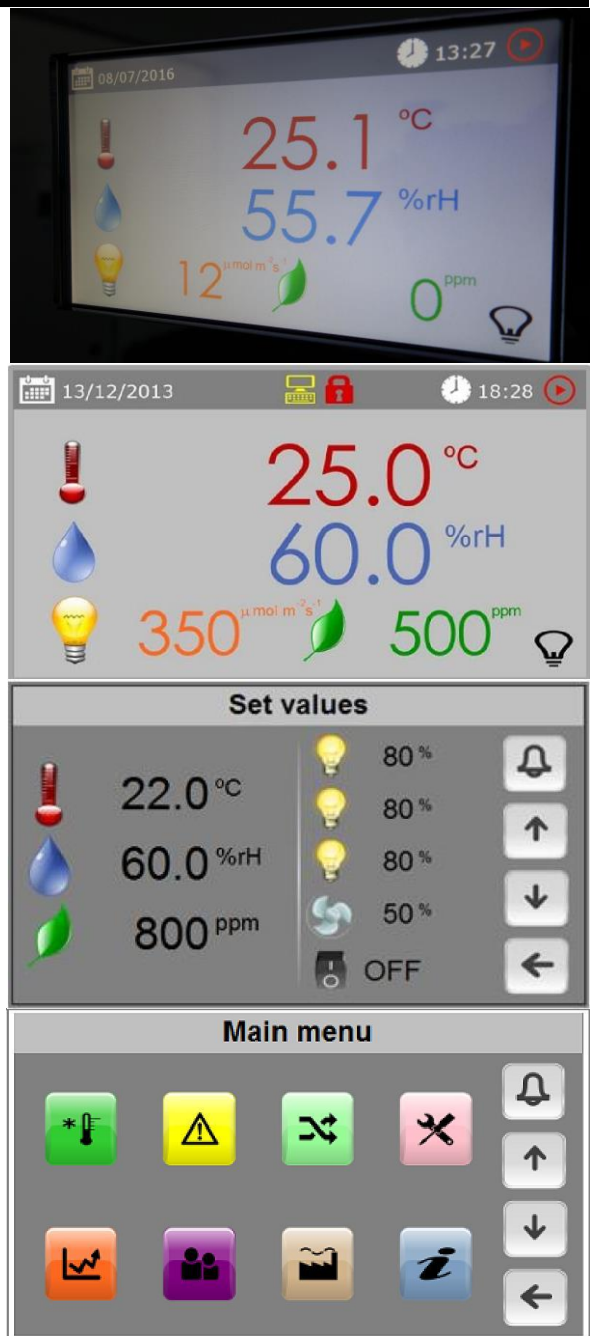 08/07/2016 13:27
25.1 °C
55.7 %rH
12 μmol m⁻²s⁻¹ 0 ppm
13/12/2013 18:28
25.0 °C
60.0 %rH
350 μ mol m⁻²s⁻¹ 500 ppm
Set values
80 %
22.0 °C
80 %
60.0 %rH
80 %
800 ppm
50 %
OFF
Main menu
i